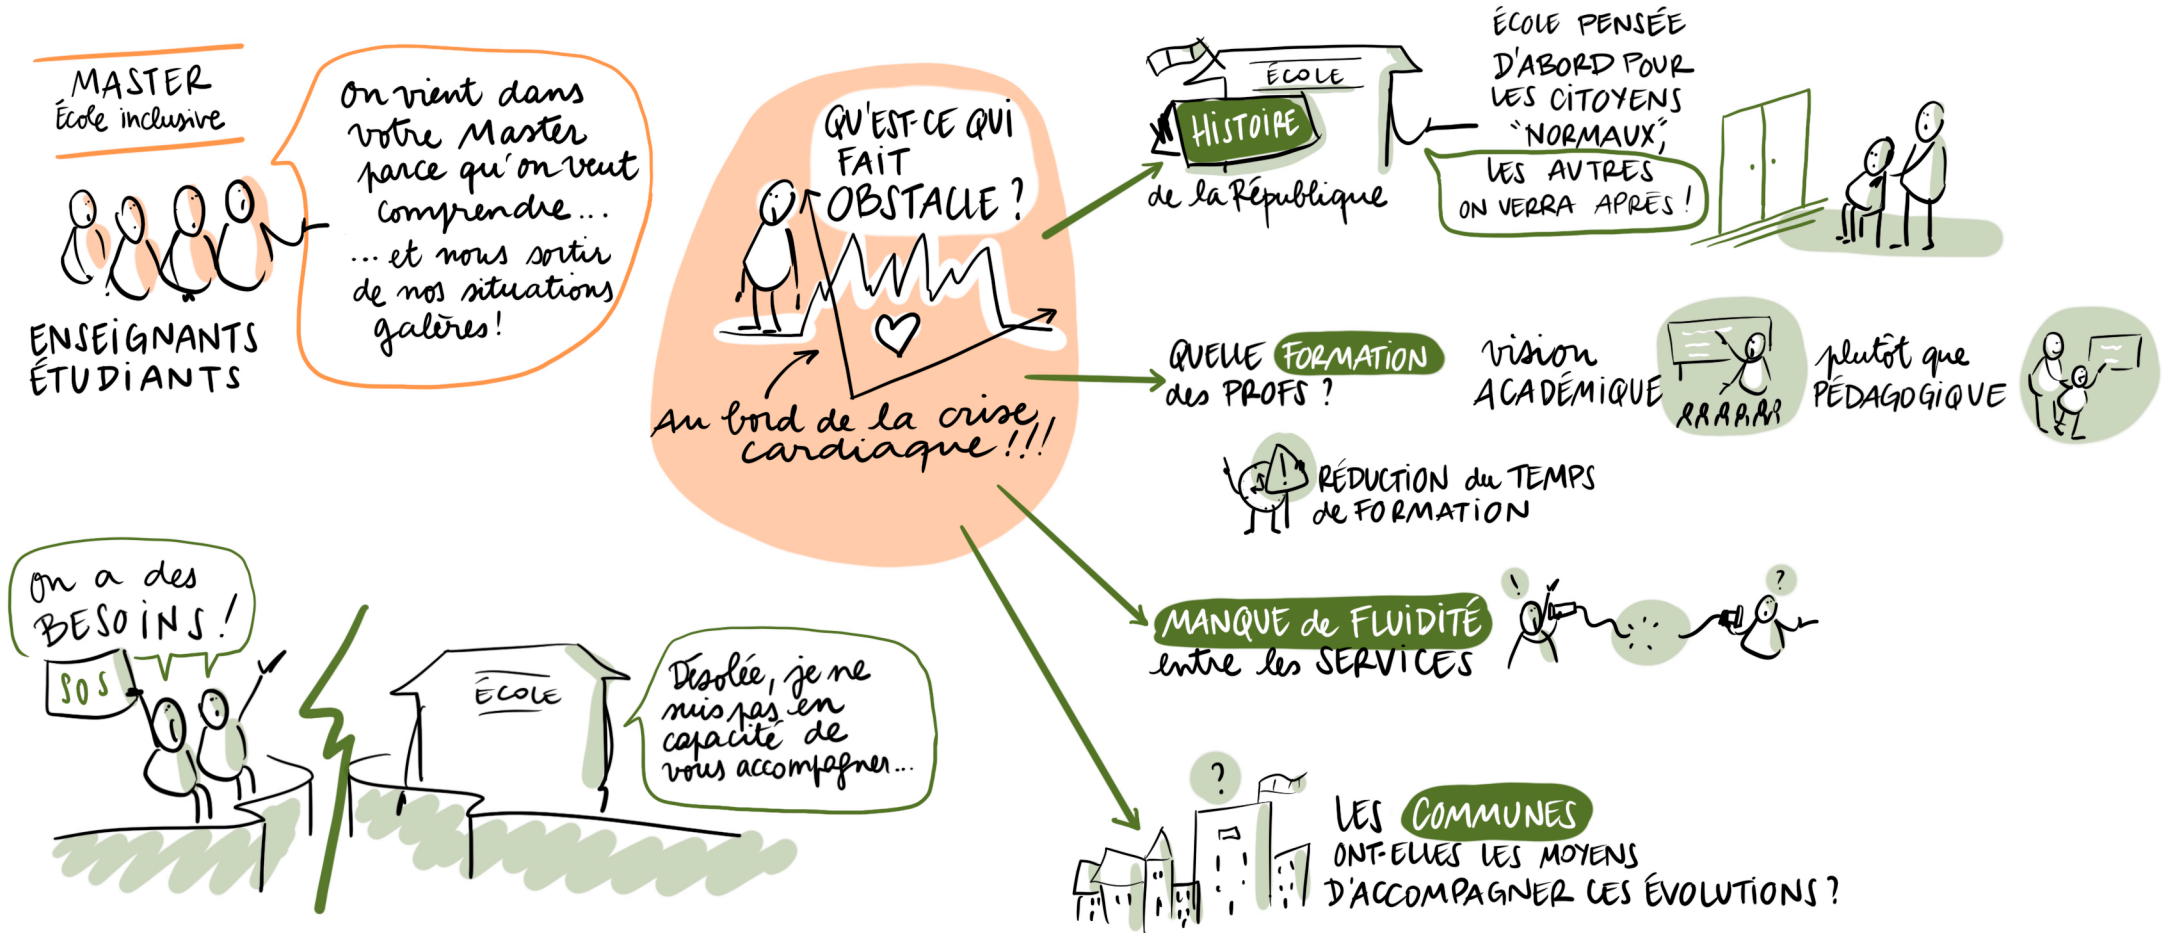 MASTER
École inclusive
ENSEIGNANTS
ÉTUDIANTS
On vient dans
votre Master
parce qu'on veut
comprendre...
...et nous sortir
de nos situations
galères!
QU'EST-CE QUI
FAIT
OBSTACLE?
Au bord de la crise
cardiaque!!!
ÉCOLE
HISTOIRE
de la République
ÉCOLE PENSÉE
D'ABORD POUR
LES CITOYENS
"NORMAUX",
LES AUTRES
ON VERRA APRÈS!
QUELLE FORMATION
des PROFS?
vision
ACADÉMIQUE
plutôt que
PÉDAGOGIQUE
!
RÉDUCTION du TEMPS
de FORMATION
MANQUE de FLUIDITÉ
entre les SERVICES
!
?
?
LES COMMUNES
ONT-ELLES LES MOYENS
D'ACCOMPAGNER CES ÉVOLUTIONS?
On a des
BESOINS!
SOS
ÉCOLE
Désolée, je ne
suis pas en
capacité de
vous accompagner...